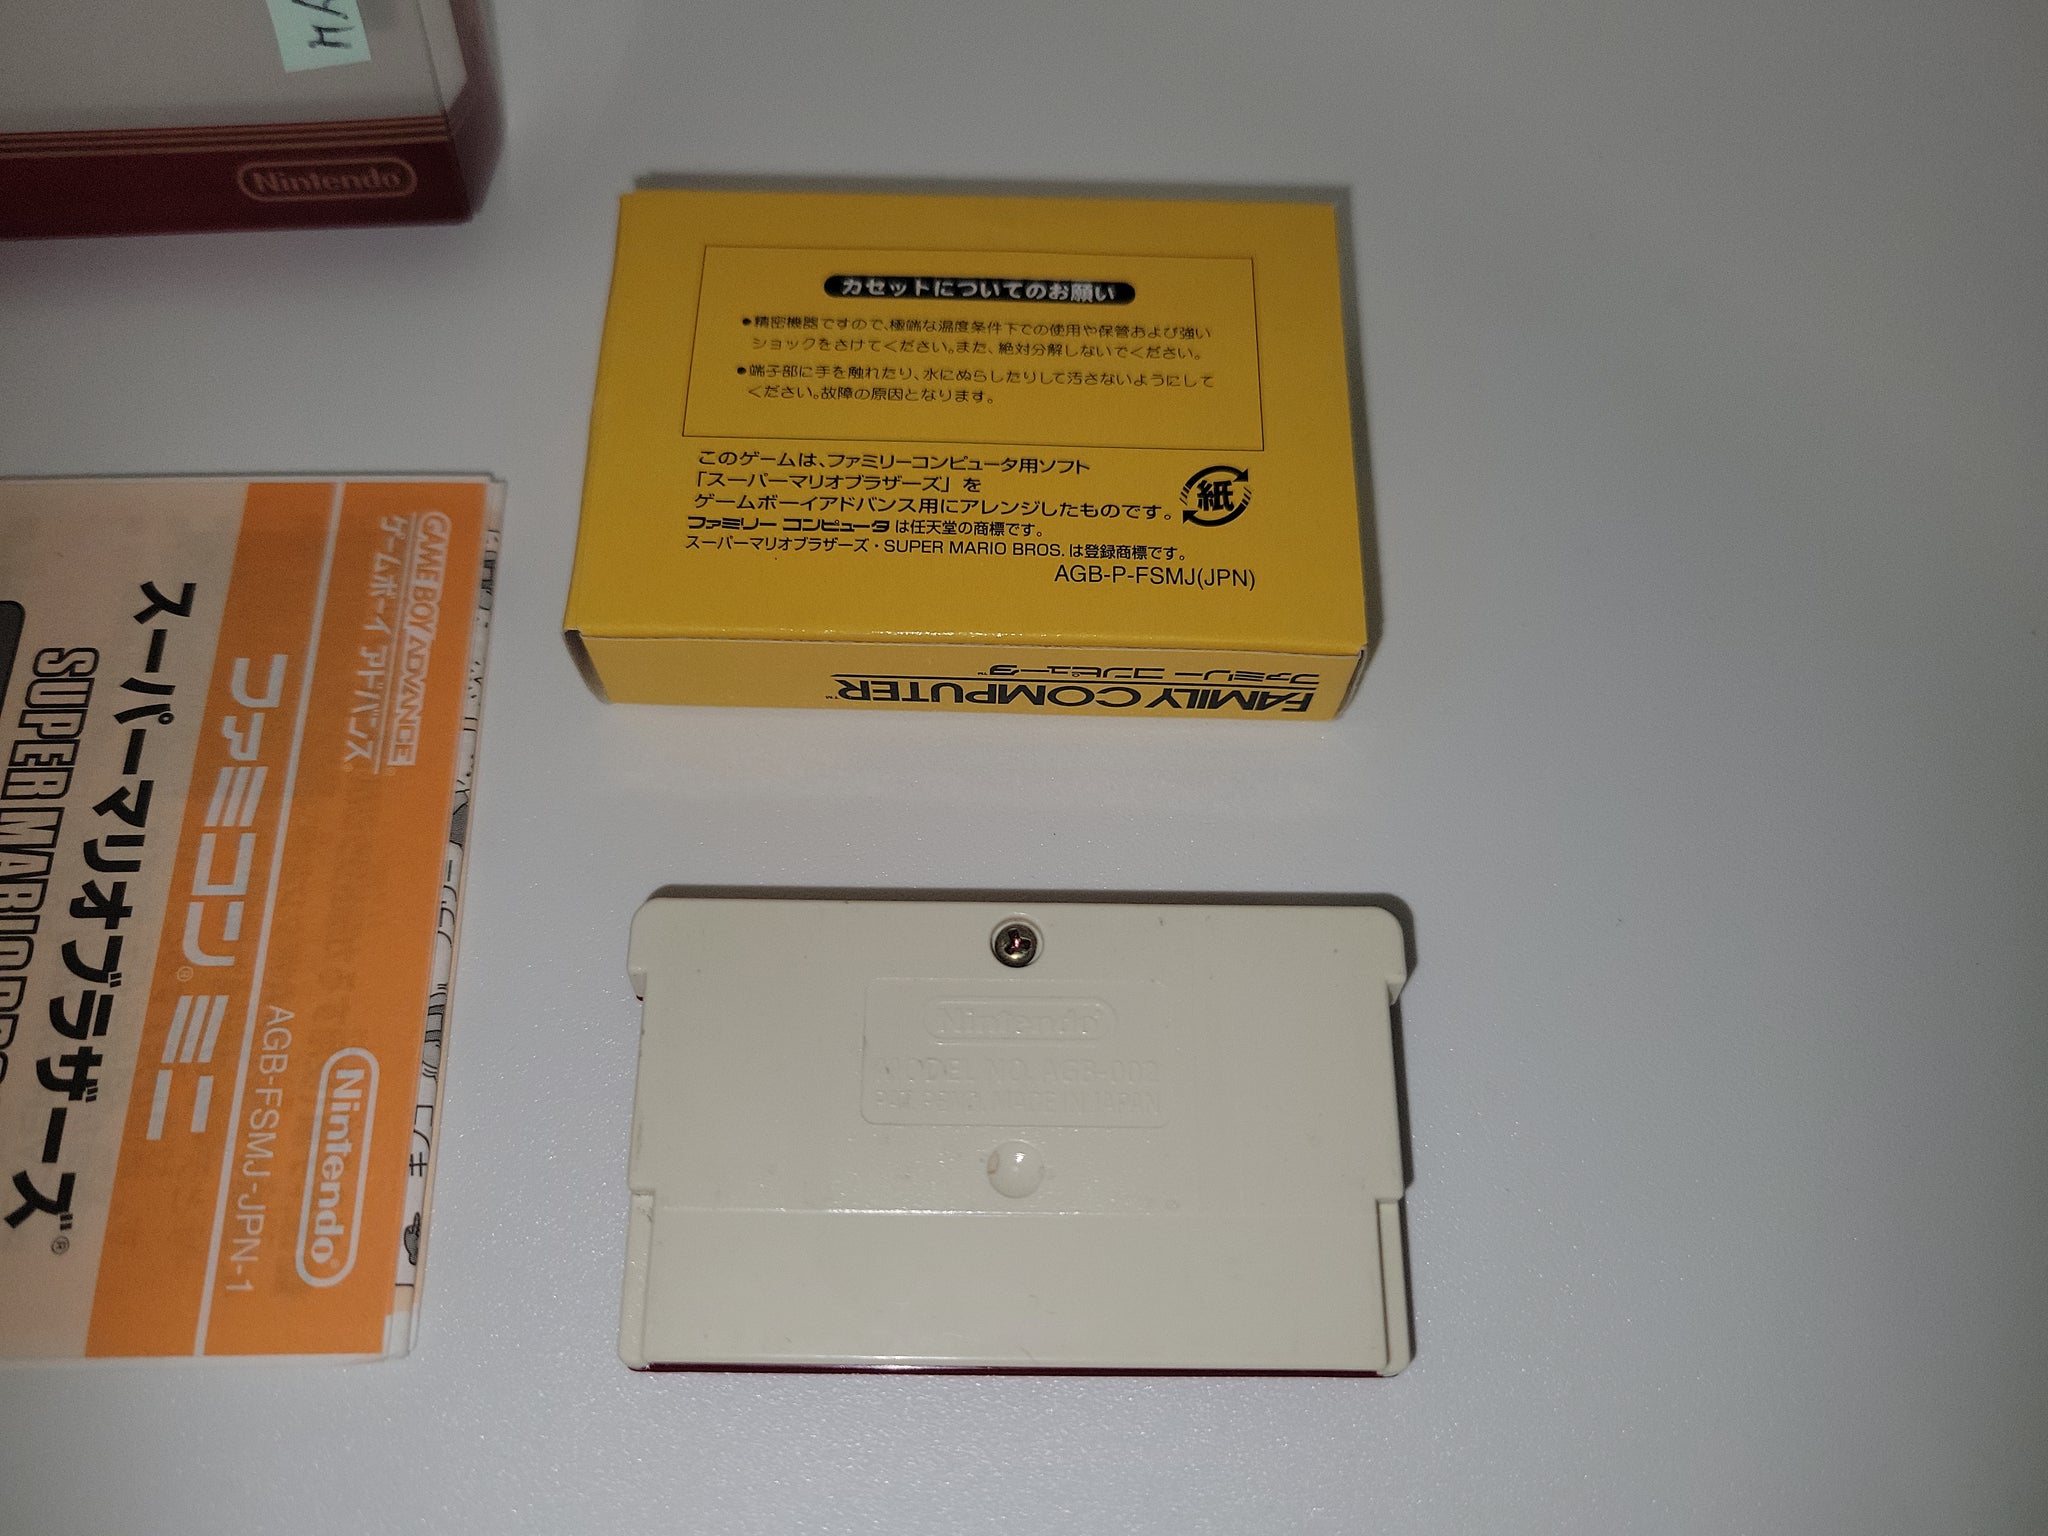 Nintendo
カセットについてのお願い
●精密機器ですので、極端な温度条件下での使用や保管および強い
ショックをさけてください。また、絶対分解しないでください。
●端子部に手を触れたり、水にぬらしたりして汚さないようにして
ください。故障の原因となります。
このゲームは、ファミリーコンピュータ用ソフト
「スーパーマリオブラザーズ」を
ゲームボーイアドバンス用にアレンジしたものです。
紙
ファミリー コンピュータ は任天堂の商標です。
スーパーマリオブラザーズ・SUPER MARIO BROS. は登録商標です。
AGB-P-FSMJ(JPN)
FAMILY COMPUTER™
ファミリー コンピュータ™
GAME BOY ADVANCE
ゲームボーイ アドバンス
Nintendo®
ファミコン® ミニ
AGB-FSMJ-JPN-1
スーパーマリオブラザーズ®
SUPER MARIO
Nintendo
MODEL NO. AGB-002
MADE IN JAPAN